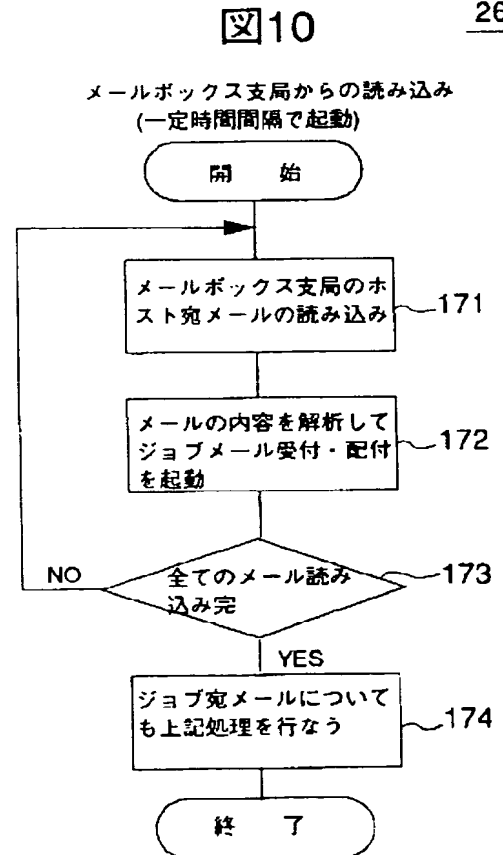 図10
26
メールボックス支局からの読み込み
(一定時間間隔で起動)
開 始
メールボックス支局のホ
スト宛メールの読み込み
171
メールの内容を解析して
ジョブメール受付・配付
を起動
172
全てのメール読み
込み完
173
NO
YES
ジョブ宛メールについて
も上記処理を行なう
174
終 了